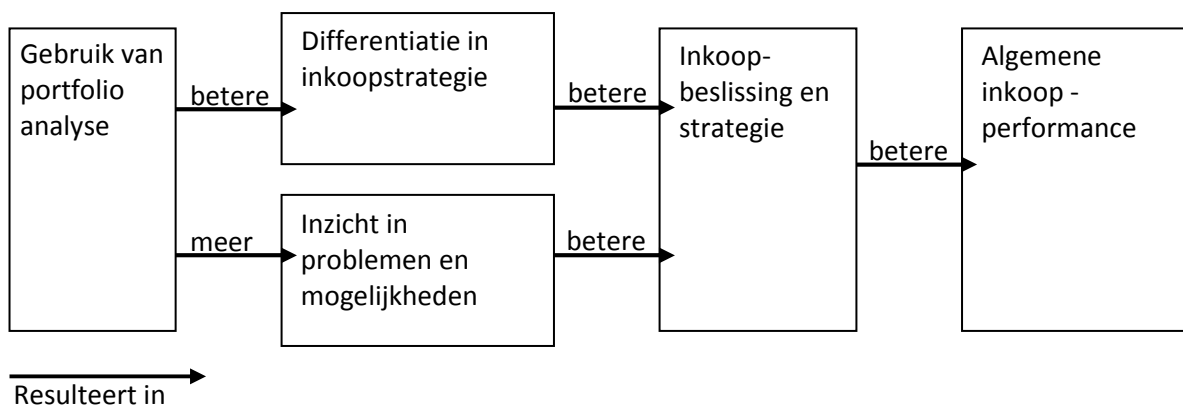 Gebruik van
portfolio
analyse
betere
meer
Differentiatie in
inkoopstrategie
Inzicht in
problemen en
mogelijkheden
betere
betere
Inkoop-
beslissing en
strategie
betere
Algemene
inkoop -
performance
Resulteert in